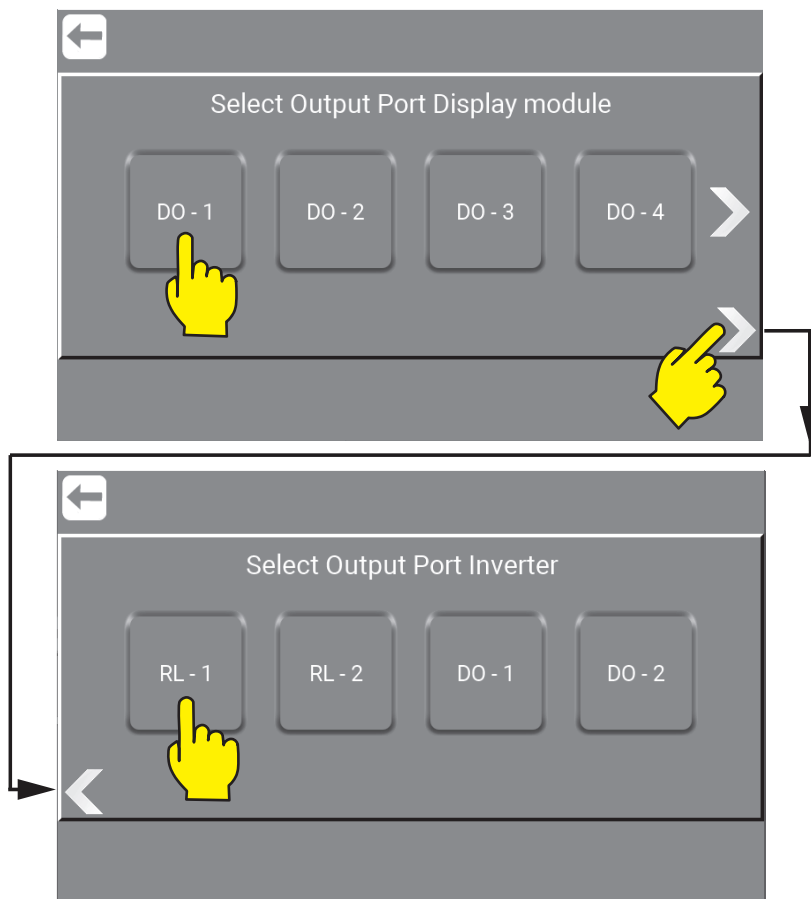 Select Output Port Display module
DO - 1 DO - 2 DO - 3 DO - 4
Select Output Port Inverter
RL - 1 RL - 2 DO - 1 DO - 2